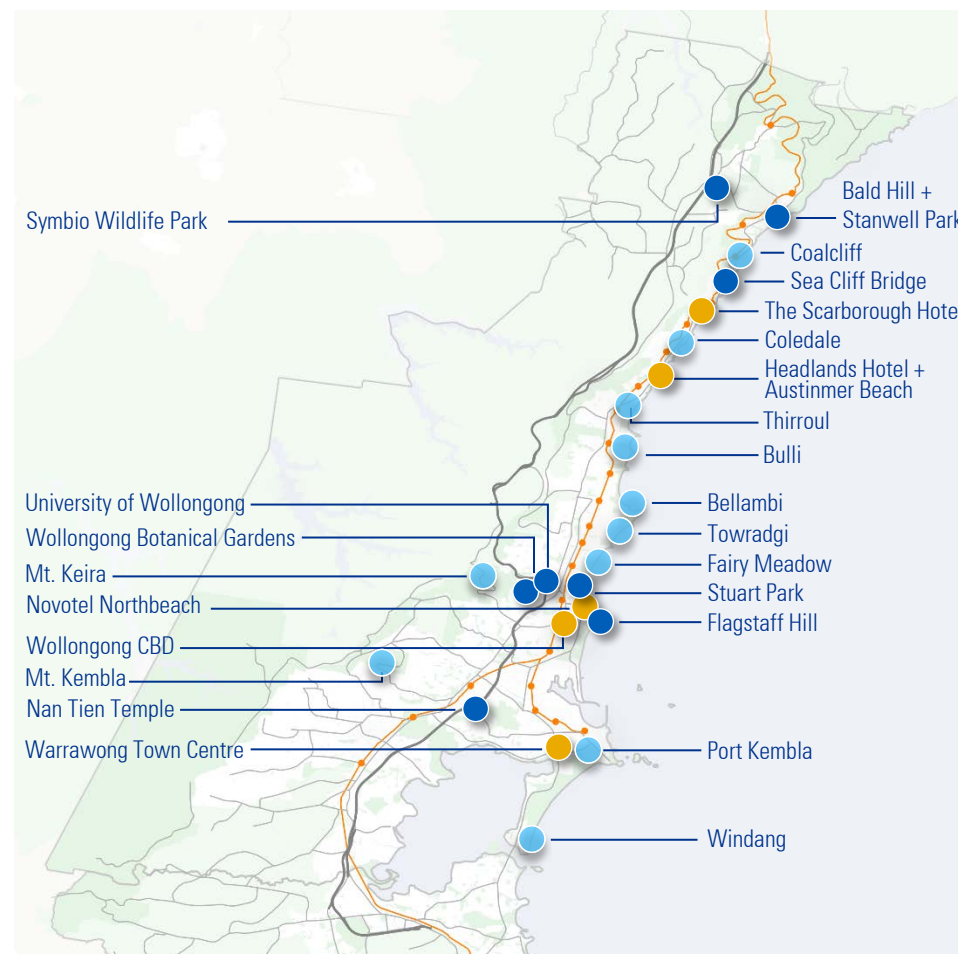 Symbio Wildlife Park
Bald Hill +
Stanwell Park
Coalcliff
Sea Cliff Bridge
The Scarborough Hote
Coledale
Headlands Hotel +
Austinmer Beach
Thirroul
Bulli
University of Wollongong
Wollongong Botanical Gardens
Mt. Keira
Novotel Northbeach
Wollongong CBD
Mt. Kembla
Nan Tien Temple
Warrawong Town Centre
Bellambi
Towradgi
Fairy Meadow
Stuart Park
Flagstaff Hill
Port Kembla
Windang